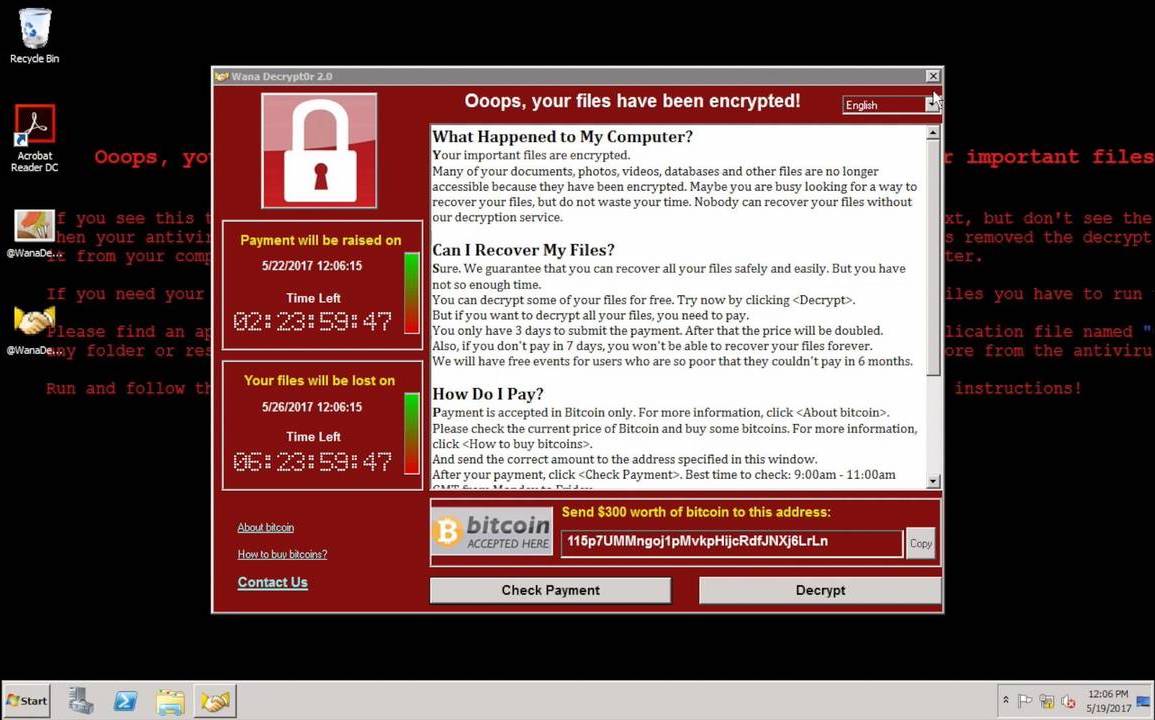 Recycle Bin
Acrobat
Reader DC
@WanaDe...
@WanaDe...
Ooops, yo
r important files
If you see this t
xt, but don't see the
hen your antivir
s removed the decrypt
it from your comp
ter.
If you need your
iles you have to run
Please find an ap
lication file named "
any folder or res
ore from the antiviru
Run and follow th
instructions!
Wana Decrypt0r 2.0
Ooops, your files have been encrypted!
English
Payment will be raised on
5/22/2017 12:06:15
Time Left
02:23:59:47
Your files will be lost on
5/26/2017 12:06:15
Time Left
06:23:59:47
About bitcoin
How to buy bitcoins?
Contact Us
What Happened to My Computer?
Your important files are encrypted.
Many of your documents, photos, videos, databases and other files are no longer
accessible because they have been encrypted. Maybe you are busy looking for a way to
recover your files, but do not waste your time. Nobody can recover your files without
our decryption service.
Can I Recover My Files?
Sure. We guarantee that you can recover all your files safely and easily. But you have
not so enough time.
You can decrypt some of your files for free. Try now by clicking <Decrypt>.
But if you want to decrypt all your files, you need to pay.
You only have 3 days to submit the payment. After that the price will be doubled.
Also, if you don't pay in 7 days, you won't be able to recover your files forever.
We will have free events for users who are so poor that they couldn't pay in 6 months.
How Do I Pay?
Payment is accepted in Bitcoin only. For more information, click <About bitcoin>.
Please check the current price of Bitcoin and buy some bitcoins. For more information,
click <How to buy bitcoins>.
And send the correct amount to the address specified in this window.
After your payment, click <Check Payment>. Best time to check: 9:00am - 11:00am
GMT from Monday to Friday.
bitcoin
ACCEPTED HERE
Send $300 worth of bitcoin to this address:
115p7UMMngoj1pMvkpHijcRdfJNXj6LrLn
Copy
Check Payment
Decrypt
Start
12:06 PM
5/19/2017